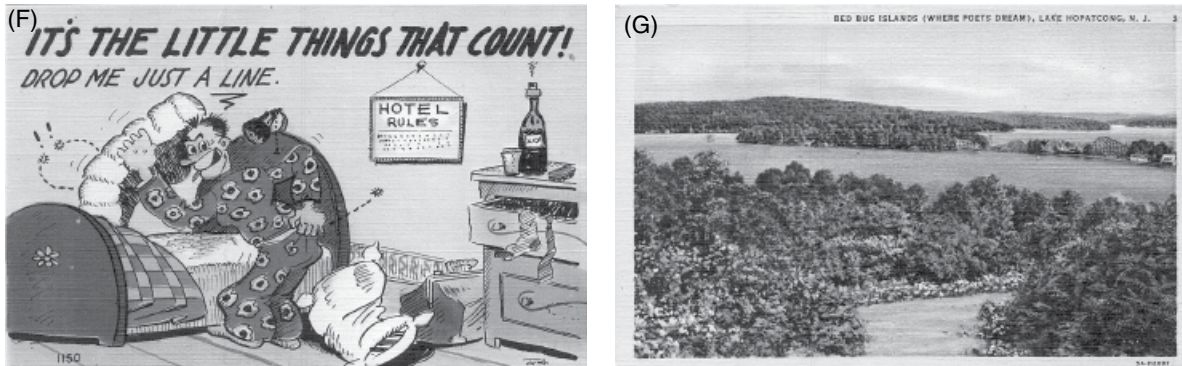 (F)
IT'S THE LITTLE THINGS THAT COUNT!
DROP ME JUST A LINE.
HOTEL
RULES
1150
(G)
BED BUG ISLANDS (WHERE POETS DREAM), LAKE HOPATCONG, N. J.